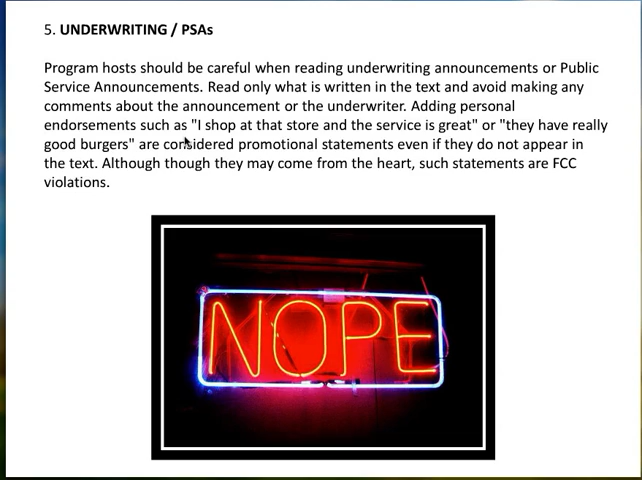 5. UNDERWRITING / PSAs
Program hosts should be careful when reading underwriting announcements or Public
Service Announcements. Read only what is written in the text and avoid making any
comments about the announcement or the underwriter. Adding personal
endorsements such as "I shop at that store and the service is great" or "they have really
good burgers" are considered promotional statements even if they do not appear in
the text. Although though they may come from the heart, such statements are FCC
violations.
NOPE